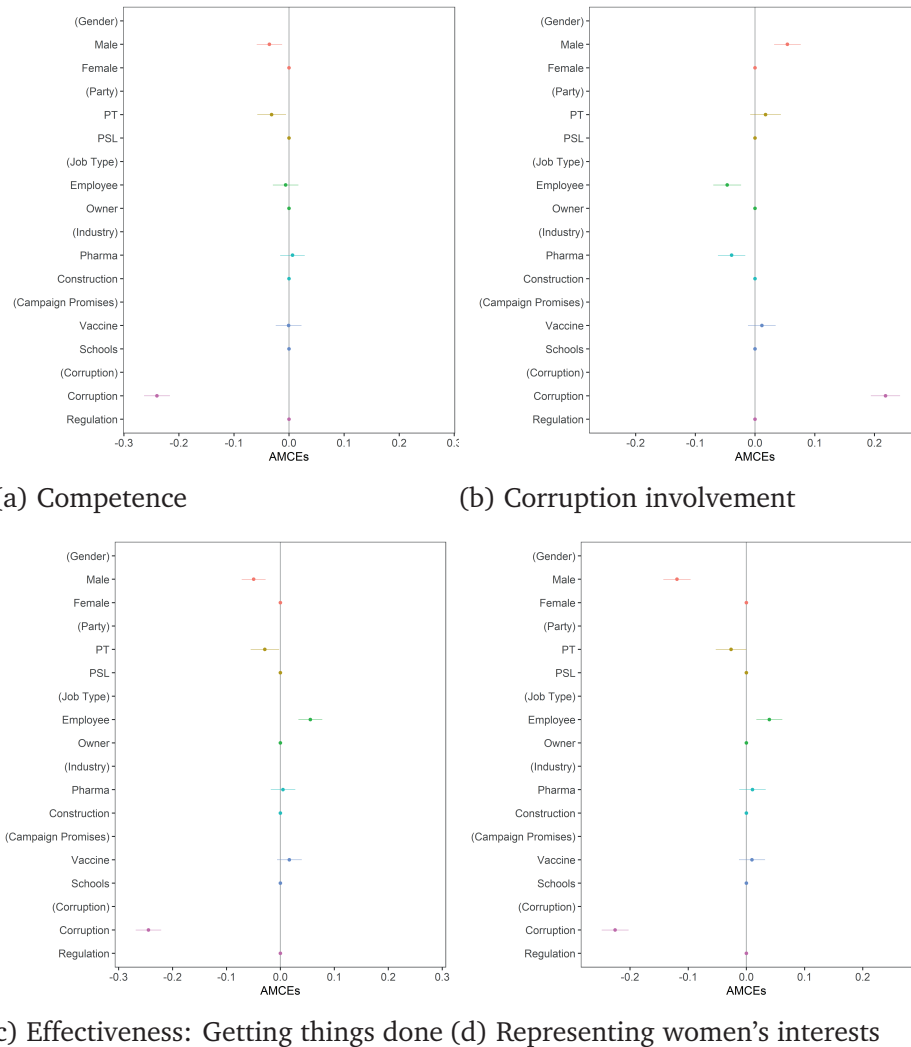 (Gender)
Male
Female
(Party)
PT
PSL
(Job Type)
Employee
Owner
(Industry)
Pharma
Construction
(Campaign Promises)
Vaccine
Schools
(Corruption)
Corruption
Regulation
-0.3 -0.2 -0.1 0.0 0.1 0.2 0.3
AMCEs
(a) Competence
(Gender)
Male
Female
(Party)
PT
PSL
(Job Type)
Employee
Owner
(Industry)
Pharma
Construction
(Campaign Promises)
Vaccine
Schools
(Corruption)
Corruption
Regulation
-0.2 -0.1 0.0 0.1 0.2
AMCEs
(b) Corruption involvement
(Gender)
Male
Female
(Party)
PT
PSL
(Job Type)
Employee
Owner
(Industry)
Pharma
Construction
(Campaign Promises)
Vaccine
Schools
(Corruption)
Corruption
Regulation
-0.3 -0.2 -0.1 0.0 0.1 0.2 0.3
AMCEs
(c) Effectiveness: Getting things done
(Gender)
Male
Female
(Party)
PT
PSL
(Job Type)
Employee
Owner
(Industry)
Pharma
Construction
(Campaign Promises)
Vaccine
Schools
(Corruption)
Corruption
Regulation
-0.2 -0.1 0.0 0.1 0.2
AMCEs
(d) Representing women's interests